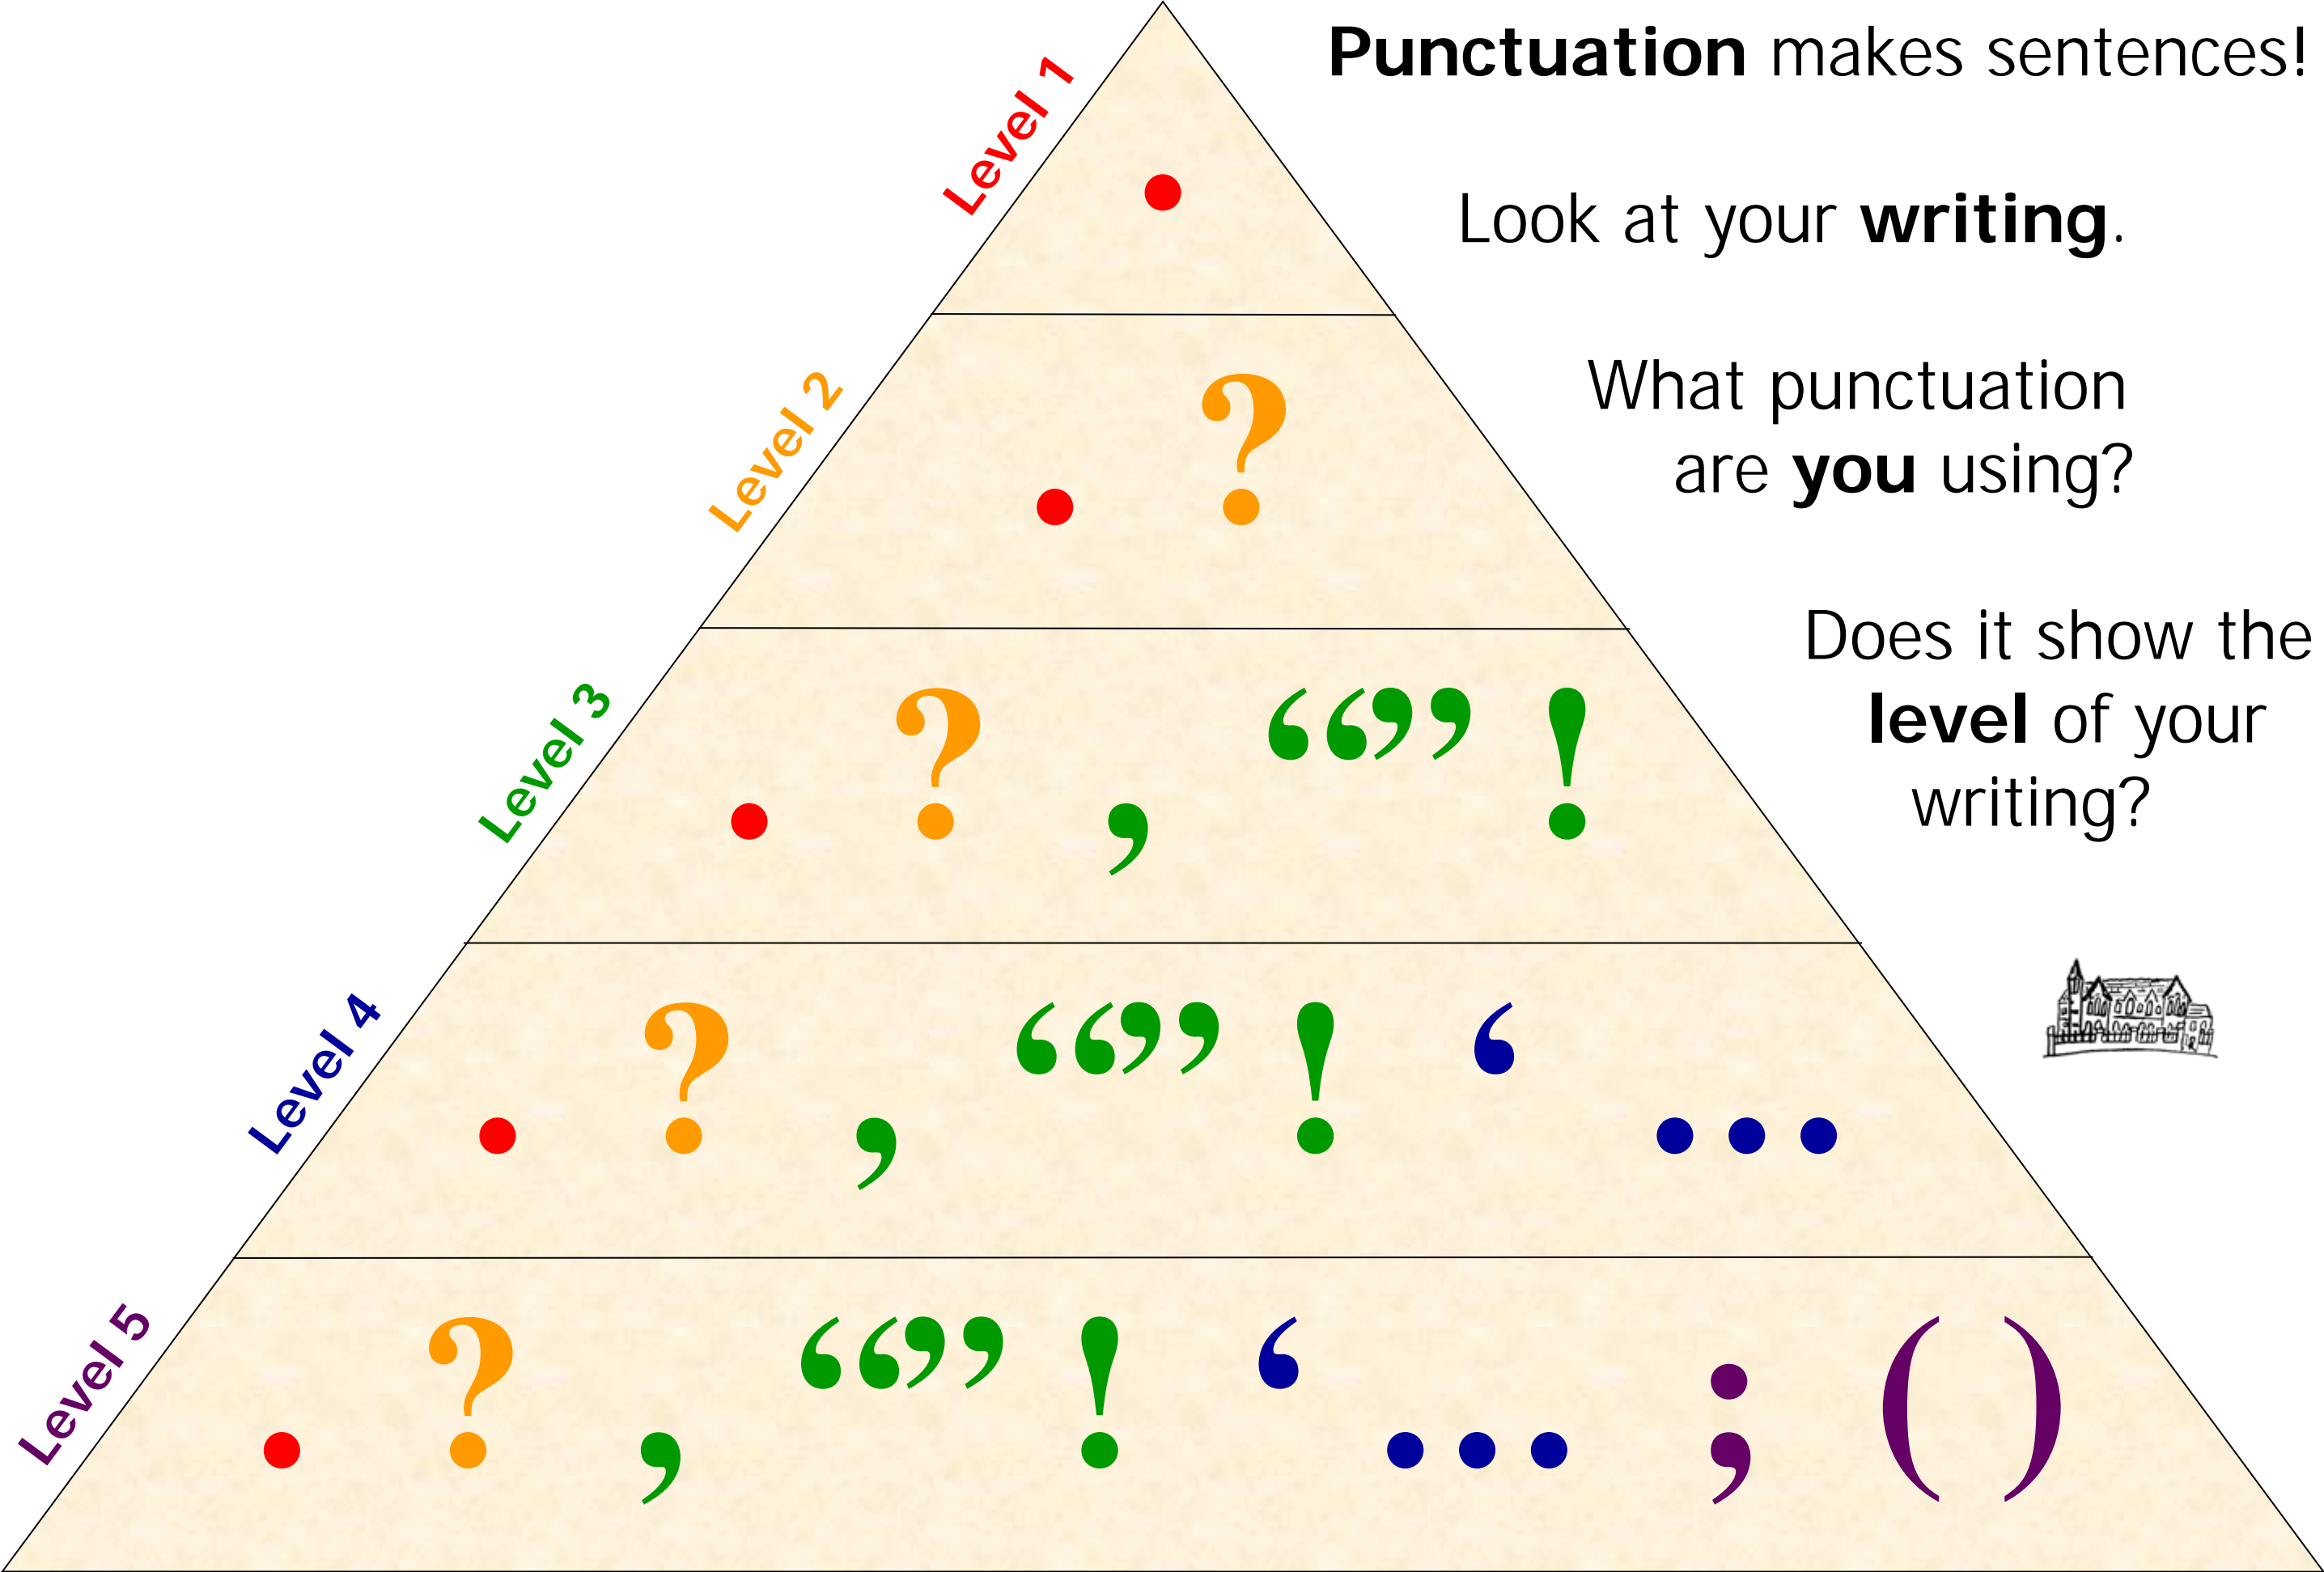 Punctuation makes sentences!
Level 1
.
Look at your writing.
Level 2
. ?
What punctuation
are you using?
Level 3
. ? , “” !
Does it show the
level of your
writing?
Level 4
. ? , “” ! ‘ ...
Level 5
. ? , “” ! ‘ ... ; ( )